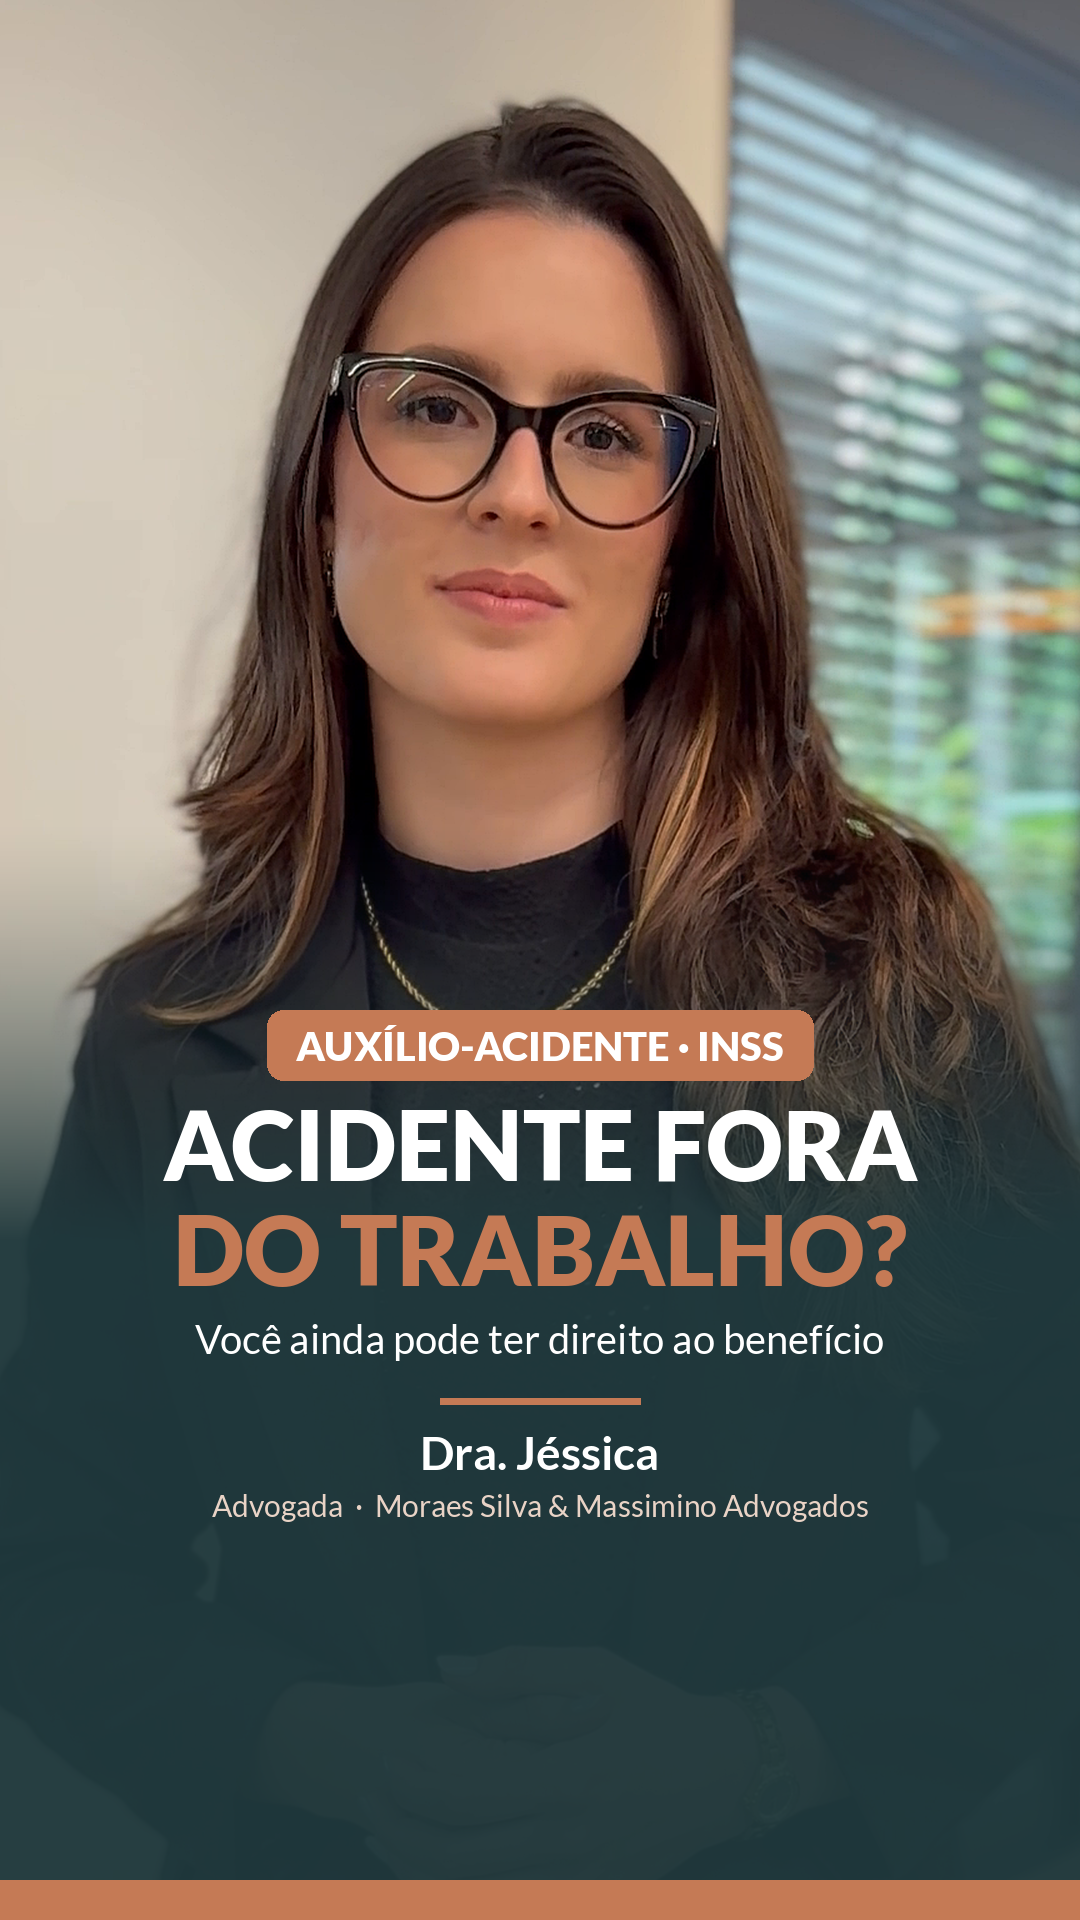 AUXÍLIO-ACIDENTE · INSS
ACIDENTE FORA
DO TRABALHO?
Você ainda pode ter direito ao benefício
Dra. Jéssica
Advogada · Moraes Silva & Massimino Advogados